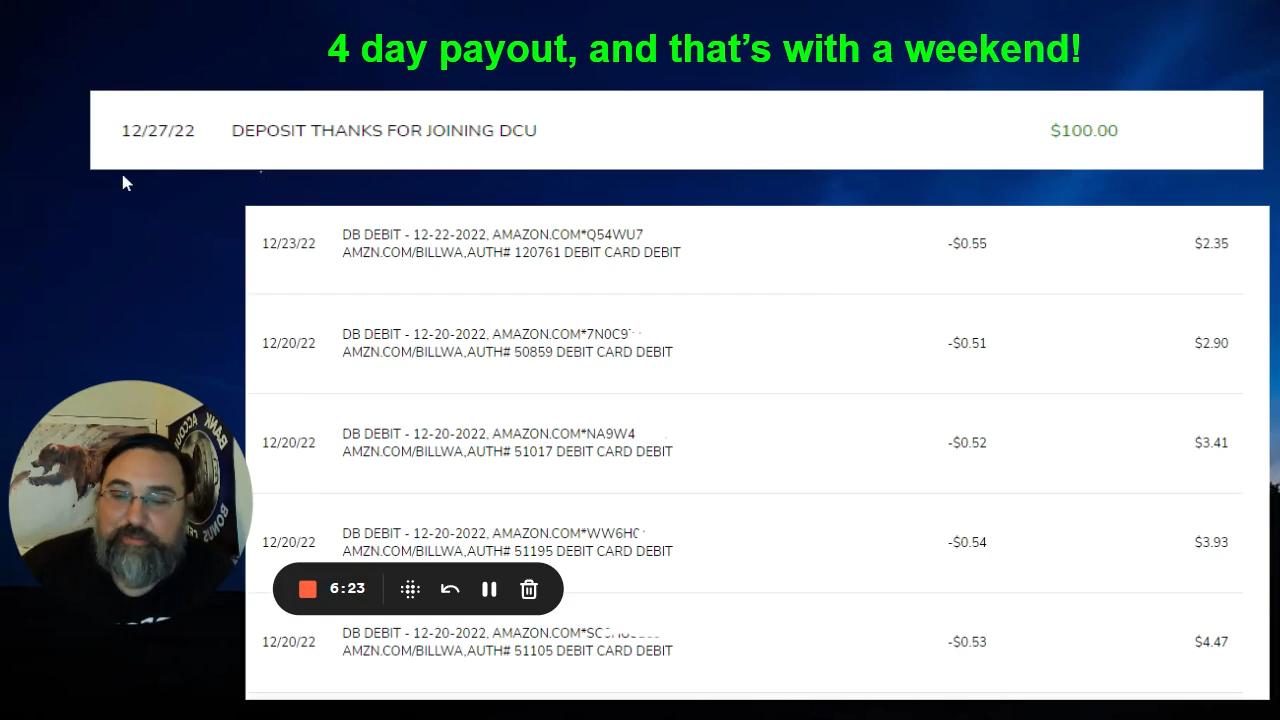 4 day payout, and that’s with a weekend!
12/27/22 DEPOSIT THANKS FOR JOINING DCU $100.00
12/23/22 DB DEBIT - 12-22-2022, AMAZON.COM*Q54WU7 -$0.55 $2.35
AMZN.COM/BILLWA,AUTH# 120761 DEBIT CARD DEBIT
12/20/22 DB DEBIT - 12-20-2022, AMAZON.COM*7N0C9 -$0.51 $2.90
AMZN.COM/BILLWA,AUTH# 50859 DEBIT CARD DEBIT
12/20/22 DB DEBIT - 12-20-2022, AMAZON.COM*NA9W4 -$0.52 $3.41
AMZN.COM/BILLWA,AUTH# 51017 DEBIT CARD DEBIT
12/20/22 DB DEBIT - 12-20-2022, AMAZON.COM*WW6H -$0.54 $3.93
AMZN.COM/BILLWA,AUTH# 51195 DEBIT CARD DEBIT
6:23
12/20/22 DB DEBIT - 12-20-2022, -$0.53 $4.47
AMZN.COM/BILLWA,AUTH# 51105 DEBIT CARD DEBIT
BANK
BONUS